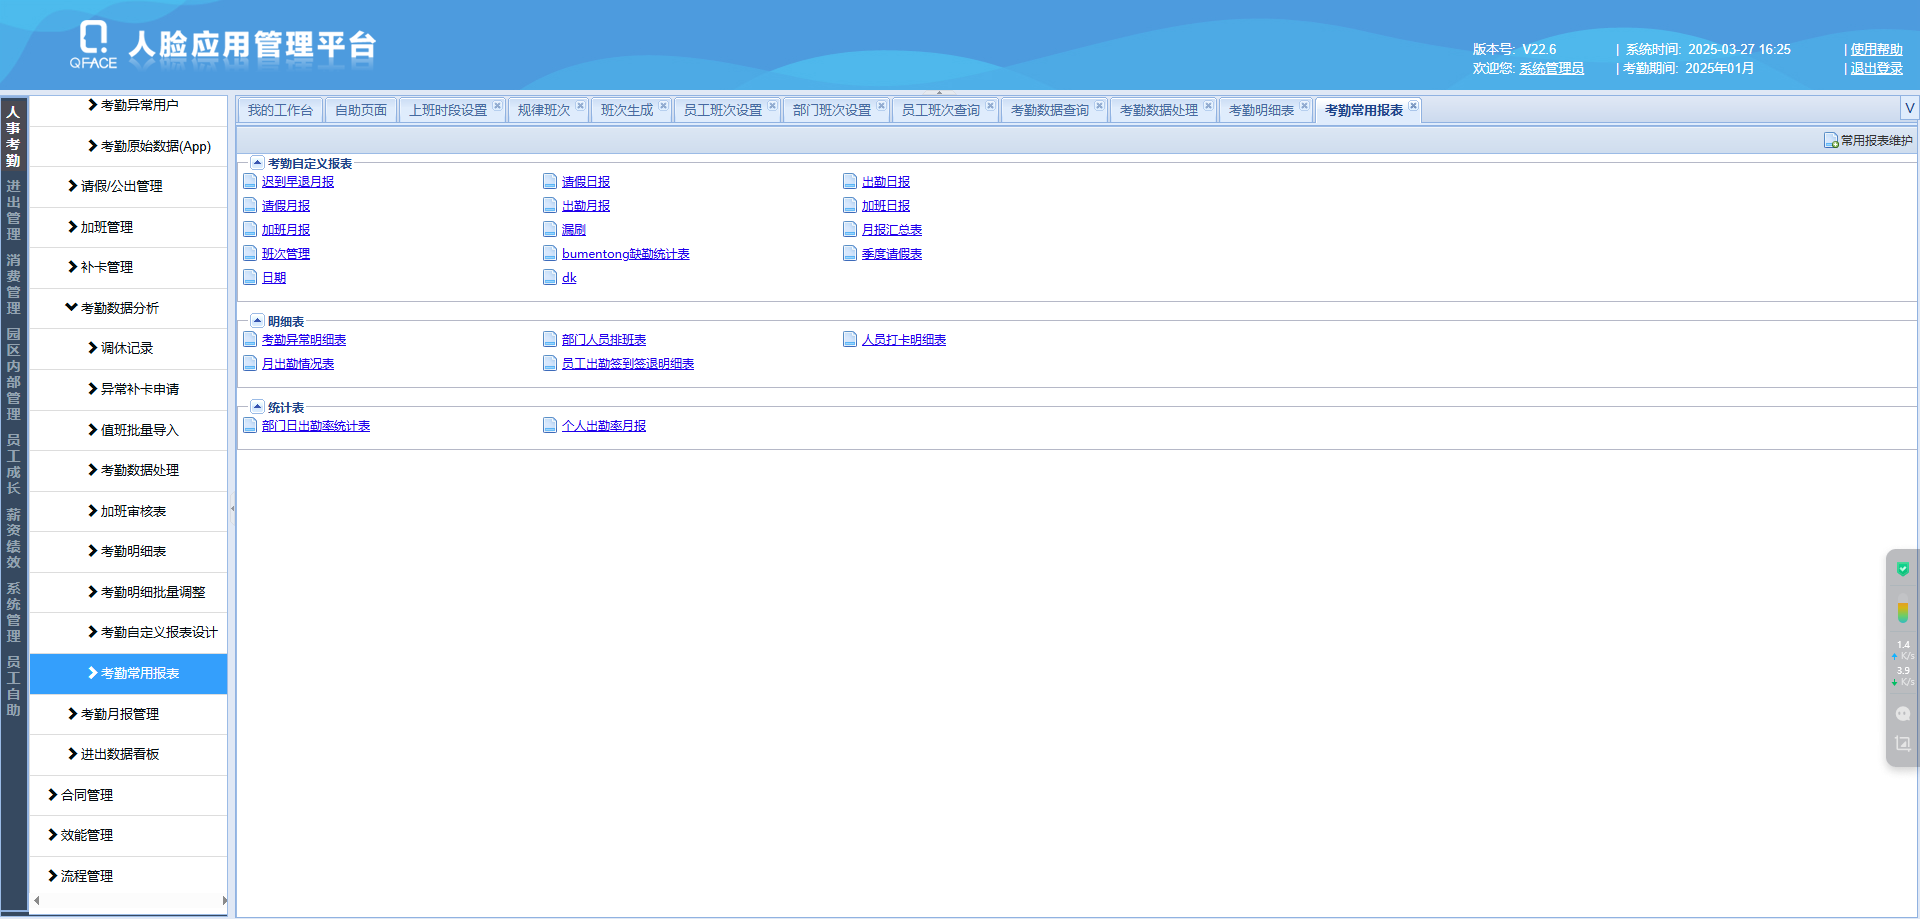 QFACE
人脸应用管理平台
版本号: V22.6 | 系统时间: 2025-03-27 16:25 | 使用帮助
欢迎您: 系统管理员 | 考勤期间: 2025年01月 | 退出登录
人事考勤
进出管理
消费管理
园区内部管理
员工成长
薪资绩效
系统管理
员工自助
考勤异常用户
考勤原始数据(App)
请假/公出管理
加班管理
补卡管理
考勤数据分析
调休记录
异常补卡申请
值班批量导入
考勤数据处理
加班审核表
考勤明细表
考勤明细批量调整
考勤自定义报表设计
考勤常用报表
考勤月报管理
进出数据看板
合同管理
效能管理
流程管理
我的工作台 自助页面 上班时段设置 规律班次 班次生成 员工班次设置 部门班次设置 员工班次查询 考勤数据查询 考勤数据处理 考勤明细表 考勤常用报表 V
常用报表维护
考勤自定义报表
迟到早退月报 请假日报 出勤日报
请假月报 出勤月报 加班日报
加班月报 漏刷 月报汇总表
班次管理 bumentong缺勤统计表 季度请假表
日期 dk
明细表
考勤异常明细表 部门人员排班表 人员打卡明细表
月出勤情况表 员工出勤签到签退明细表
统计表
部门日出勤率统计表 个人出勤率月报
1.4
K/s
3.9
K/s